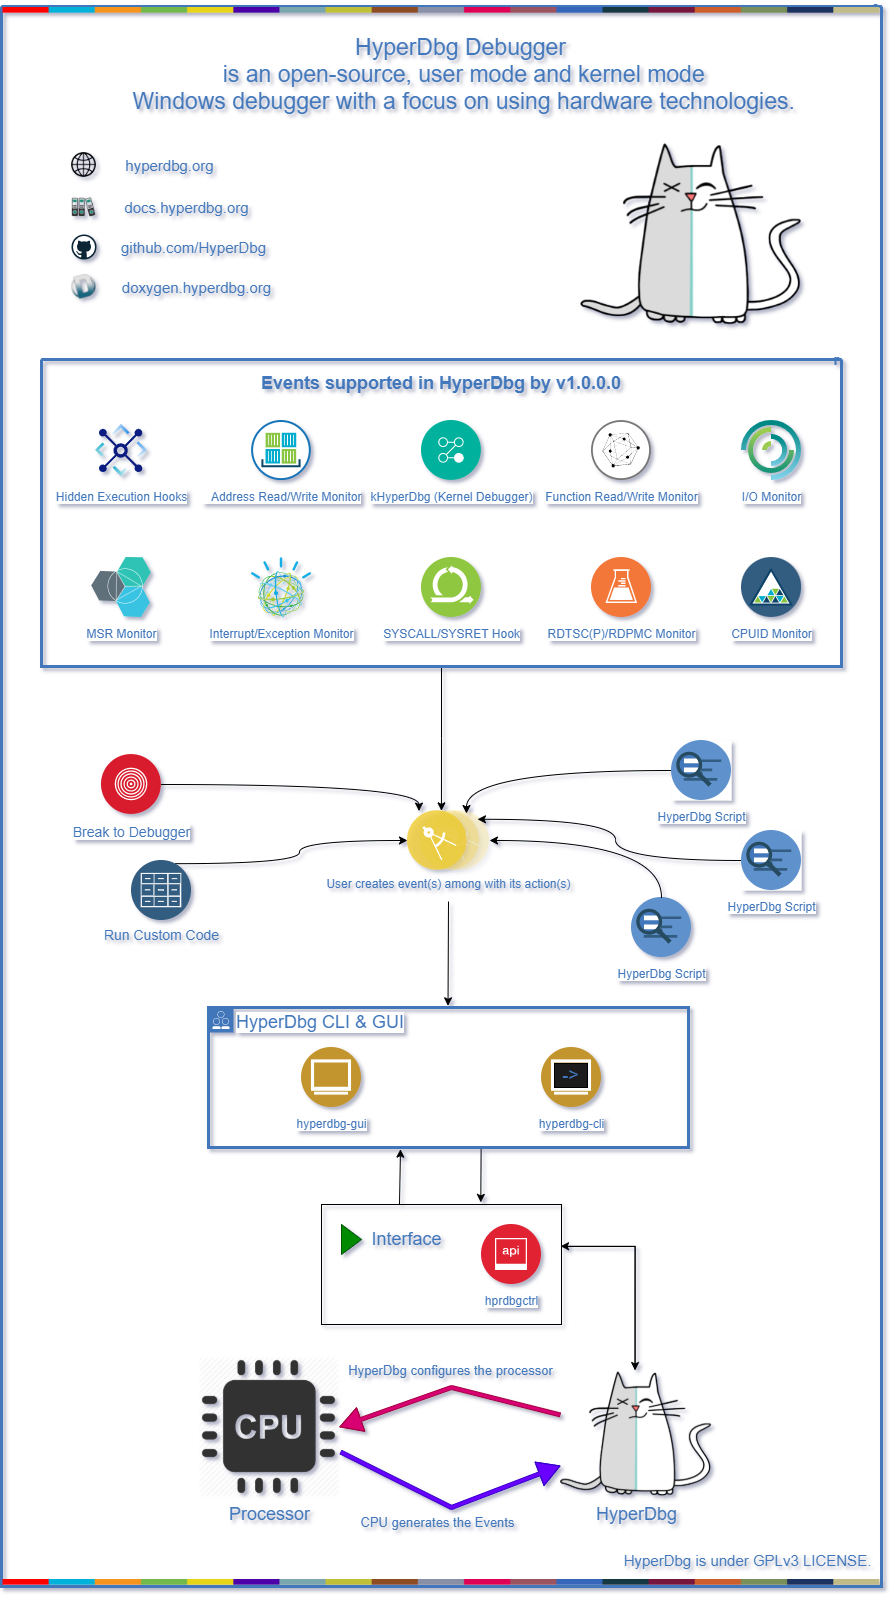 HyperDbg Debugger
is an open-source, user mode and kernel mode
Windows debugger with a focus on using hardware technologies.
hyperdbg.org
docs.hyperdbg.org
github.com/HyperDbg
doxygen.hyperdbg.org
Events supported in HyperDbg by v1.0.0.0
Hidden Execution Hooks
Address Read/Write Monitor
kHyperDbg (Kernel Debugger)
Function Read/Write Monitor
I/O Monitor
MSR Monitor
Interrupt/Exception Monitor
SYSCALL/SYSRET Hook
RDTSC(P)/RDPMC Monitor
CPUID Monitor
Break to Debugger
HyperDbg Script
User creates event(s) among with its action(s)
HyperDbg Script
Run Custom Code
HyperDbg Script
HyperDbg CLI & GUI
->
hyperdbg-gui
hyperdbg-cli
Interface
api
hprdbgctrl
HyperDbg configures the processor
CPU
Processor
HyperDbg
CPU generates the Events
HyperDbg is under GPLv3 LICENSE.